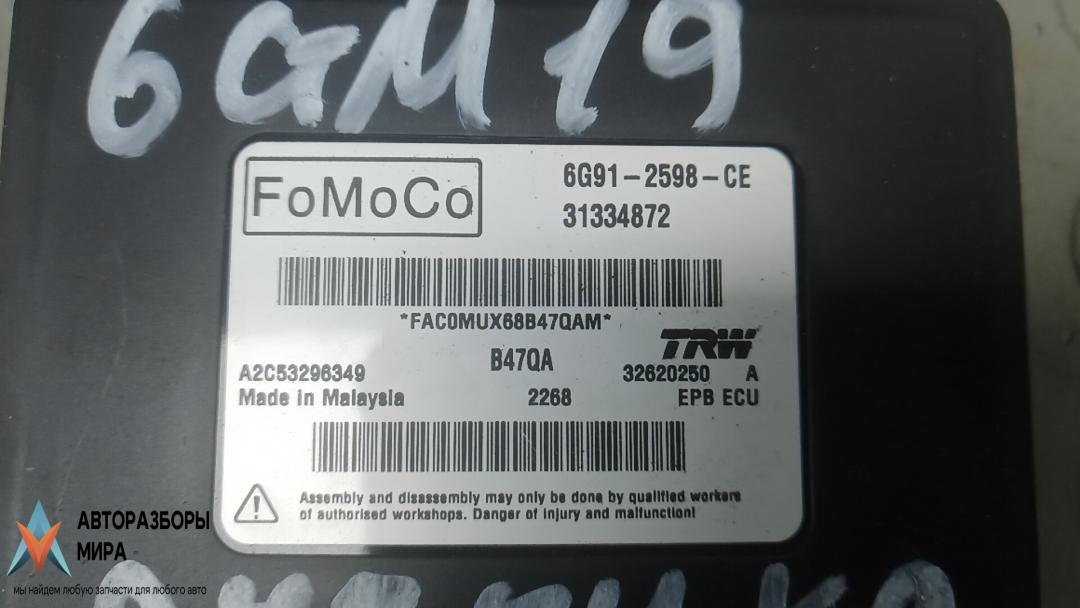 6GM19
FoMoCo
6G91-2598-CE
31334872
*FAC0MUX68B47QAM*
TRW
B47QA
A2C53296349
32620250 A
Made in Malaysia
2268
EPB ECU
Assembly and disassembly may only be done by qualified workers
of authorised workshops. Danger of injury and malfunction!
АВТОРАЗБОРЫ
МИРА
мы найдем любую запчасти для любого авто